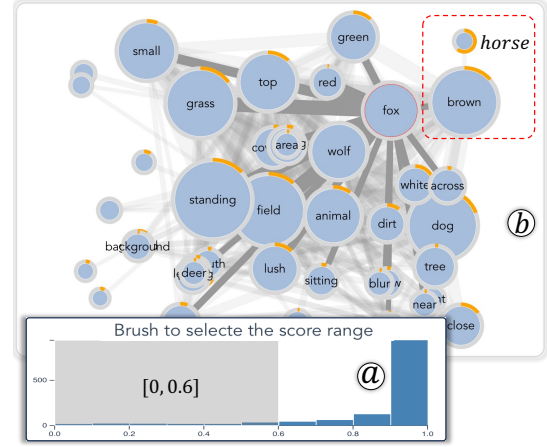 green
small
horse
top
red
grass
fox
brown
area
wolf
standing
field
animal
white
across
dirt
dog
background
deer
lush
sitting
blur
tree
near
close
b
Brush to selecte the score range
500
[0, 0.6]
a
0.0 0.2 0.4 0.6 0.8 1.0